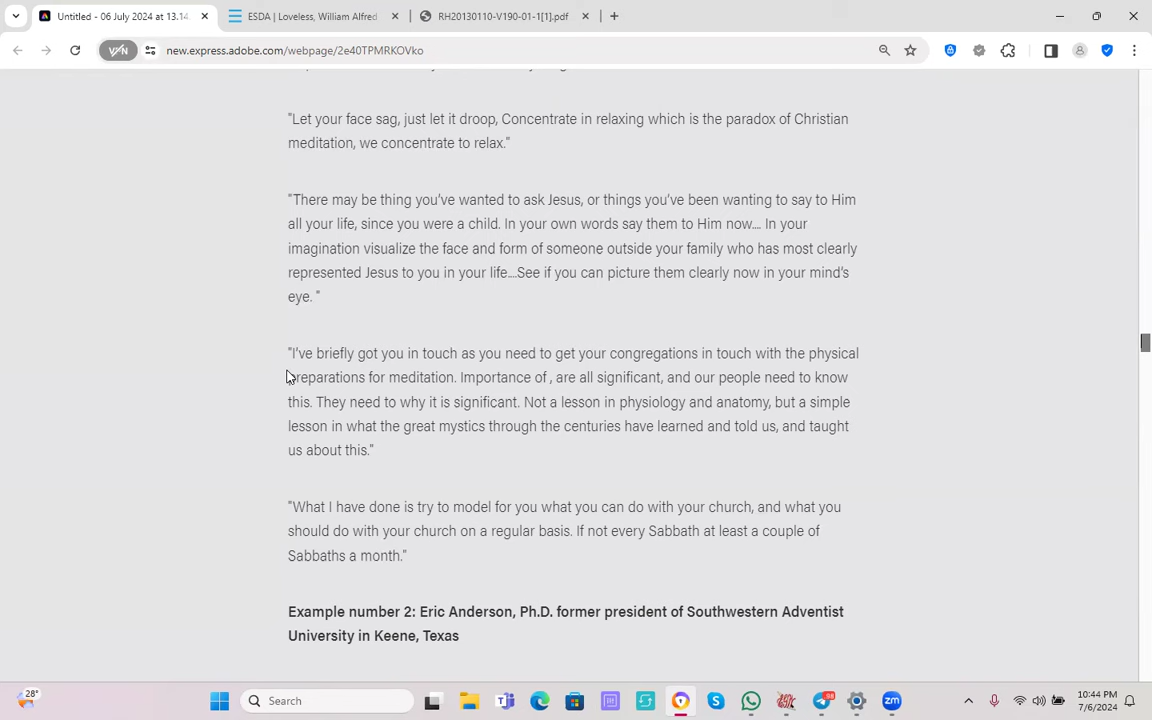 Untitled - 06 July 2024 at 13.14.
ESDA | Loveless, William Alfred
RH20130110-V190-01-1[1].pdf
VPN
new.express.adobe.com/webpage/2e40TPMRKOVko
"Let your face sag, just let it droop, Concentrate in relaxing which is the paradox of Christian
meditation, we concentrate to relax."
"There may be thing you've wanted to ask Jesus, or things you've been wanting to say to Him
all your life, since you were a child. In your own words say them to Him now.... In your
imagination visualize the face and form of someone outside your family who has most clearly
represented Jesus to you in your life....See if you can picture them clearly now in your mind's
eye. "
"I've briefly got you in touch as you need to get your congregations in touch with the physical
preparations for meditation. Importance of , are all significant, and our people need to know
this. They need to why it is significant. Not a lesson in physiology and anatomy, but a simple
lesson in what the great mystics through the centuries have learned and told us, and taught
us about this."
"What I have done is try to model for you what you can do with your church, and what you
should do with your church on a regular basis. If not every Sabbath at least a couple of
Sabbaths a month."
Example number 2: Eric Anderson, Ph.D. former president of Southwestern Adventist
University in Keene, Texas
28°
Search
98
zm
10:44 PM
7/6/2024